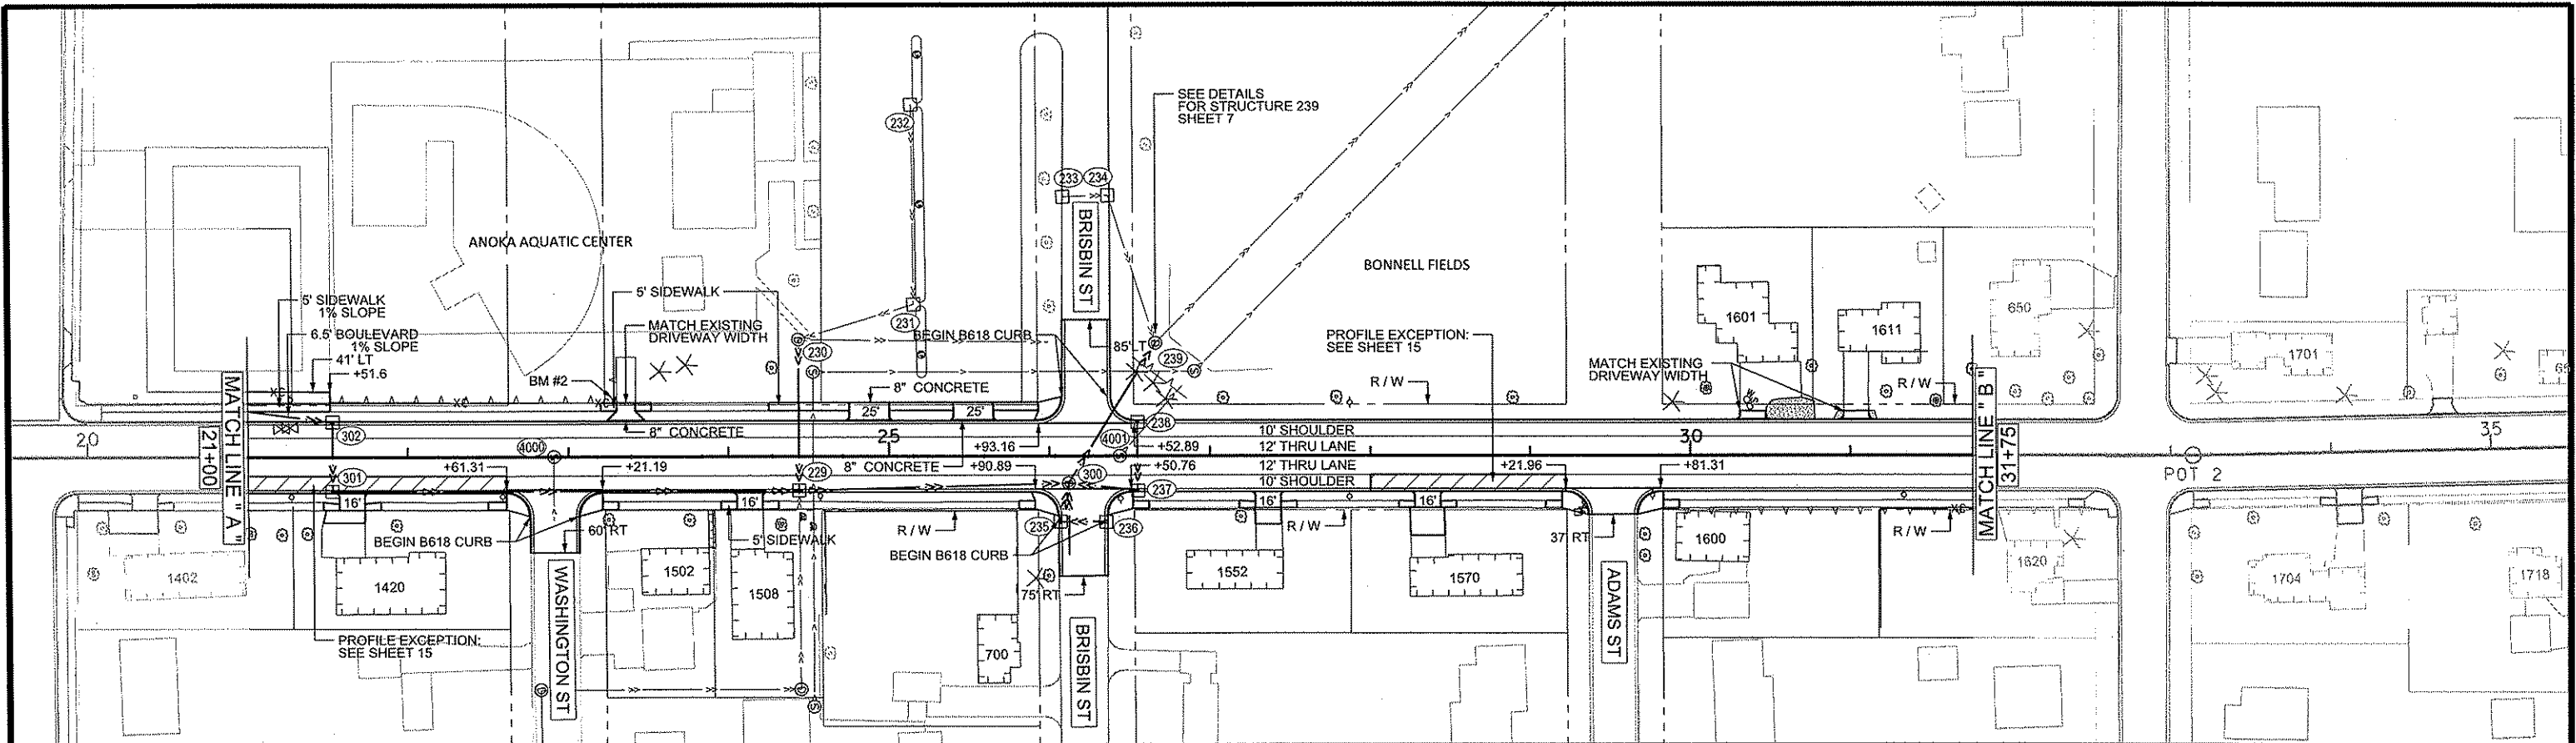 SEE DETAILS
FOR STRUCTURE 239
SHEET 7
232
233
234
BRISBIN ST
ANOKA AQUATIC CENTER
BONNELL FIELDS
5' SIDEWALK
1% SLOPE
6.5' BOULEVARD
1% SLOPE
41' LT
+51.6
5' SIDEWALK
MATCH EXISTING
DRIVEWAY WIDTH
BM #2
231
230
BEGIN B618 CURB
85' LT
239
PROFILE EXCEPTION:
SEE SHEET 15
1601
1611
650
1701
MATCH EXISTING
DRIVEWAY WIDTH
R / W
R / W
8" CONCRETE
25'
25'
MATCH LINE "A"
21+00
20
302
8" CONCRETE
25
+93.16
4000
4001
238
+52.89
10' SHOULDER
12' THRU LANE
30
MATCH LINE "B"
31+75
35
POT 2
301
+61.31
+21.19
229
8" CONCRETE
+90.89
300
+50.76
12' THRU LANE
10' SHOULDER
+21.96
+81.31
237
16'
16'
16'
16'
R / W
235
236
R / W
R / W
BEGIN B618 CURB
60' RT
5' SIDEWALK
BEGIN B618 CURB
37' RT
75' RT
1402
1420
1502
1508
700
1552
1570
1600
1620
1704
1718
WASHINGTON ST
BRISBIN ST
ADAMS ST
PROFILE EXCEPTION:
SEE SHEET 15